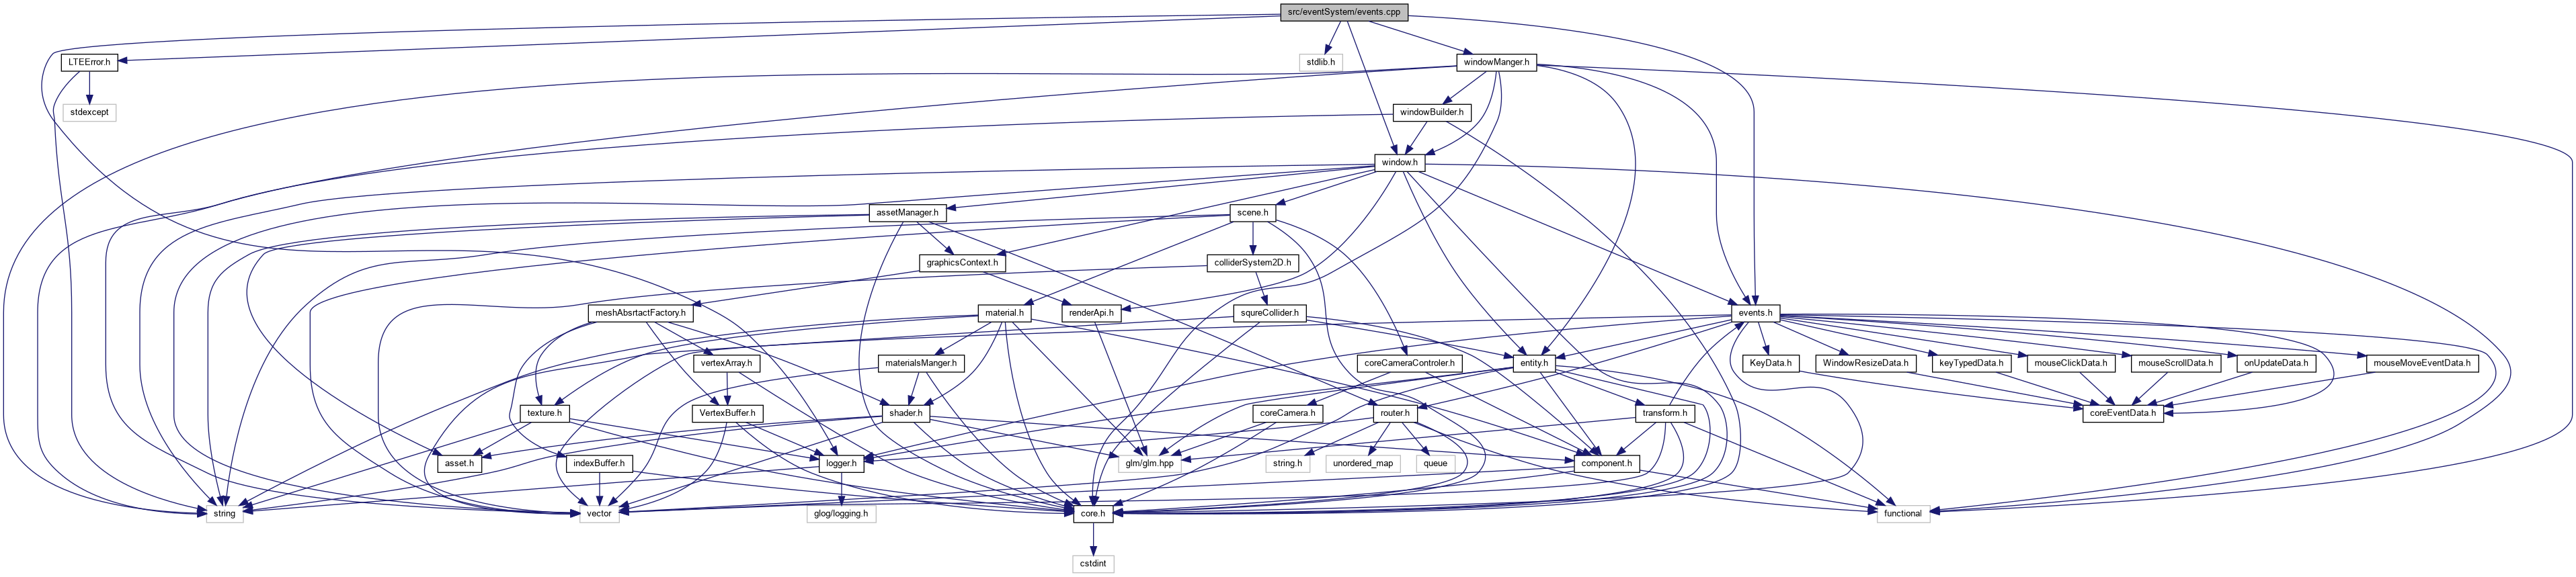 src/eventSystem/events.cpp
LTEError.h
stdlib.h
windowManger.h
stdexcept
windowBuilder.h
window.h
assetManager.h
scene.h
graphicsContext.h
colliderSystem2D.h
meshAbsrtactFactory.h
material.h
renderApi.h
squreCollider.h
events.h
vertexArray.h
materialsManger.h
coreCameraControler.h
entity.h
KeyData.h
WindowResizeData.h
keyTypedData.h
mouseClickData.h
mouseScrollData.h
onUpdateData.h
mouseMoveEventData.h
texture.h
VertexBuffer.h
shader.h
coreCamera.h
router.h
transform.h
coreEventData.h
asset.h
indexBuffer.h
logger.h
glm/glm.hpp
string.h
unordered_map
queue
component.h
string
vector
glog/logging.h
core.h
functional
cstdint